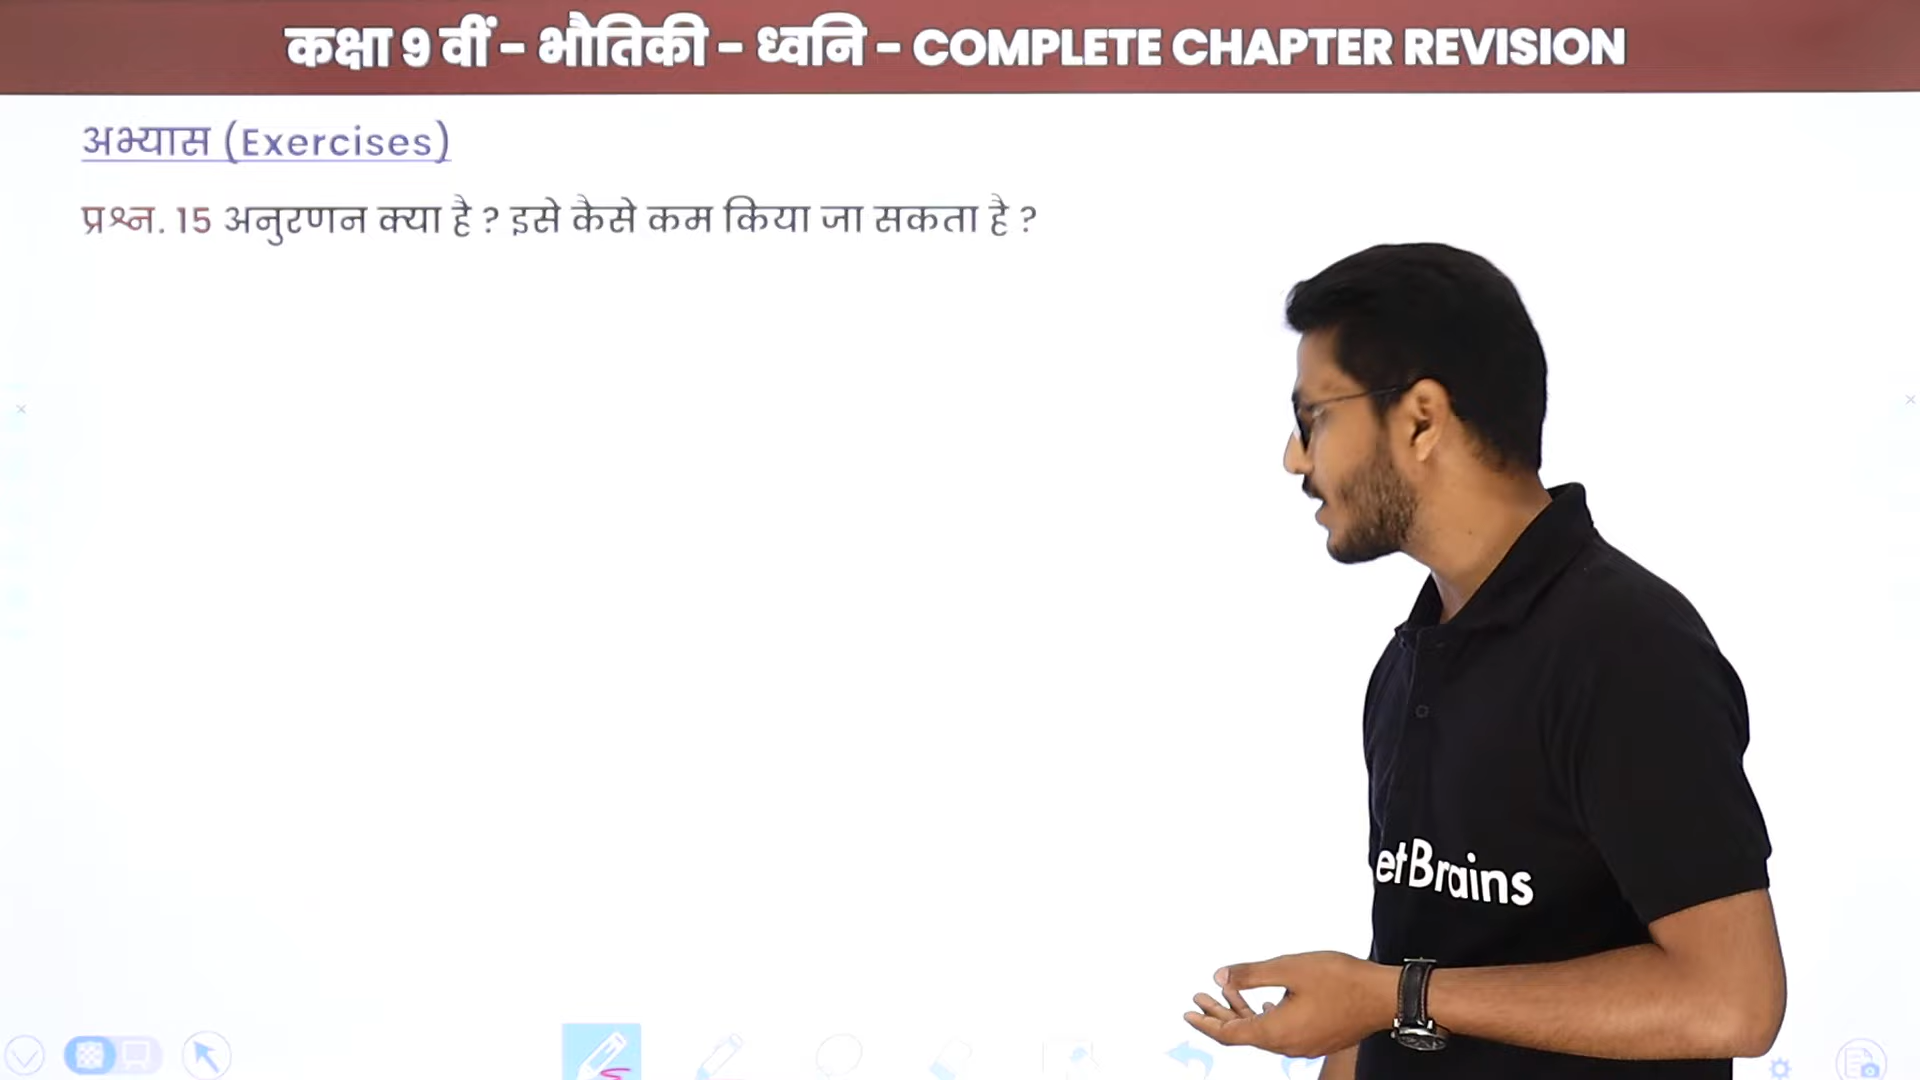 कक्षा 9 वीं - भौतिकी - ध्वनि - COMPLETE CHAPTER REVISION
अभ्यास (Exercises)
प्रश्न. 15 अनुरणन क्या है ? इसे कैसे कम किया जा सकता है ?
etBrains